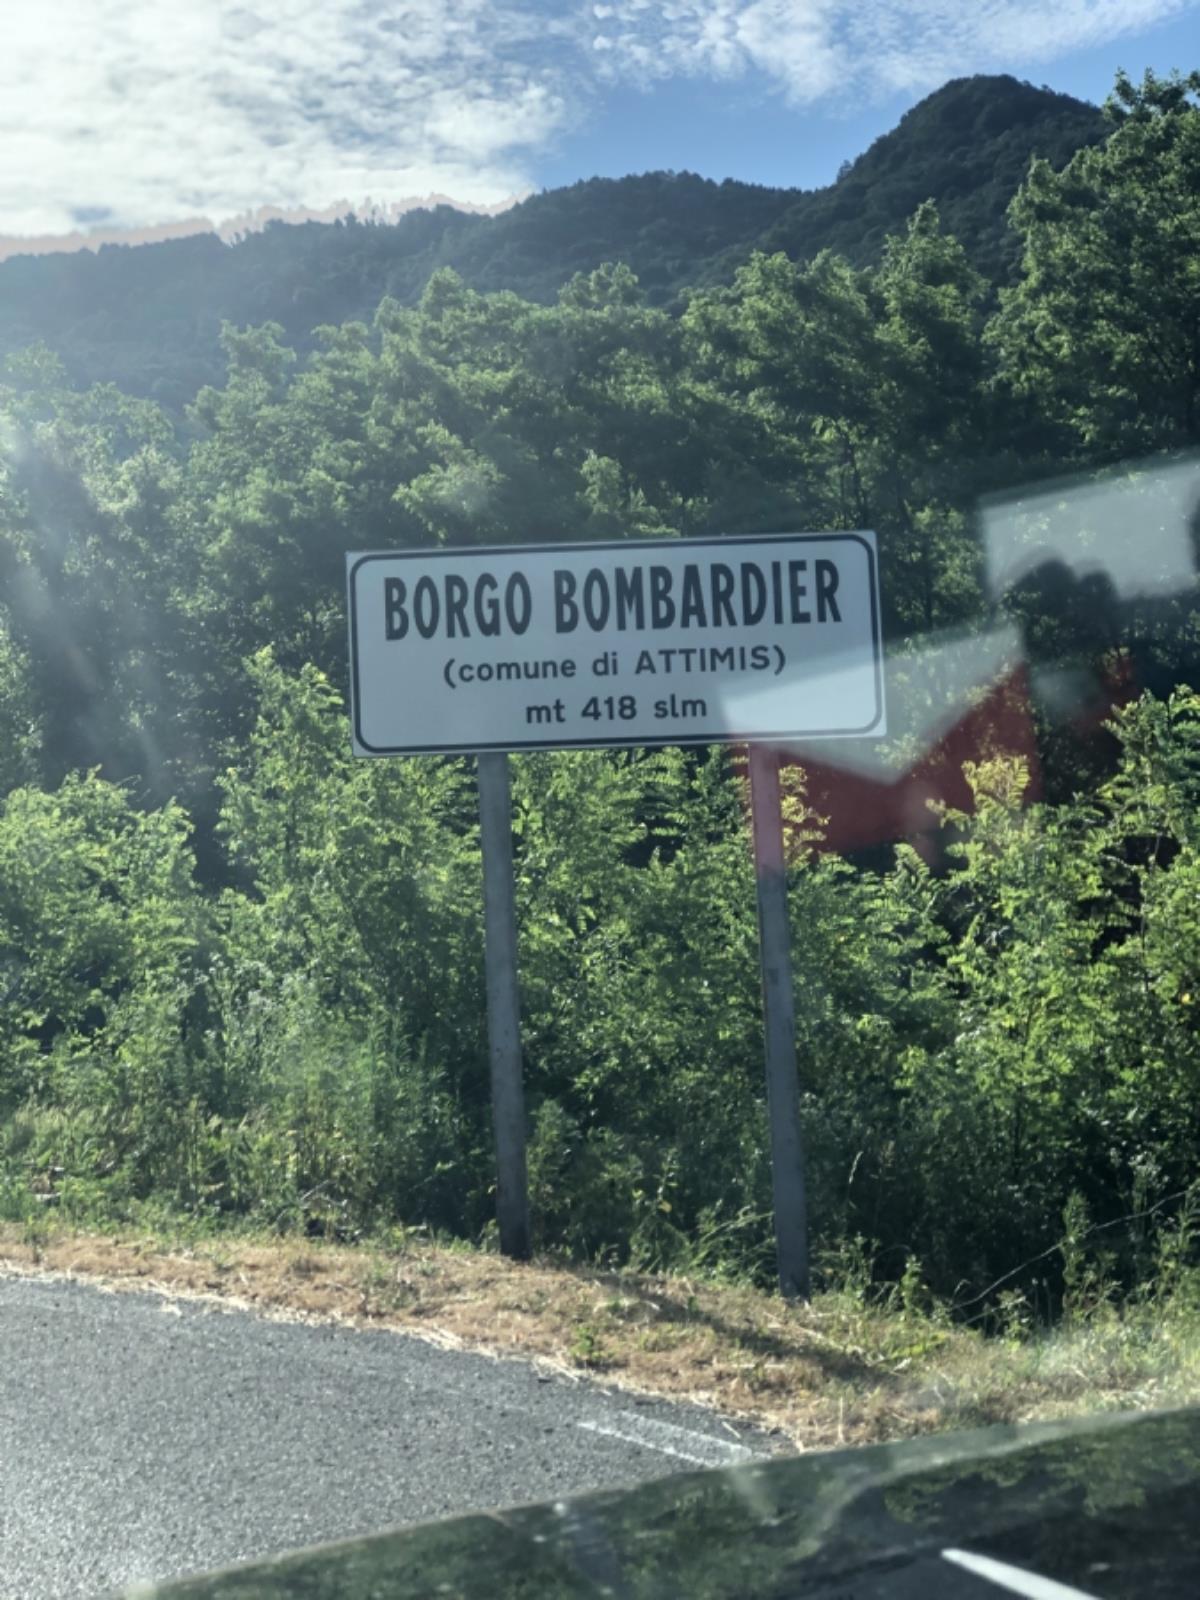 BORGO BOMBARDIER
(comune di ATTIMIS)
mt 418 slm